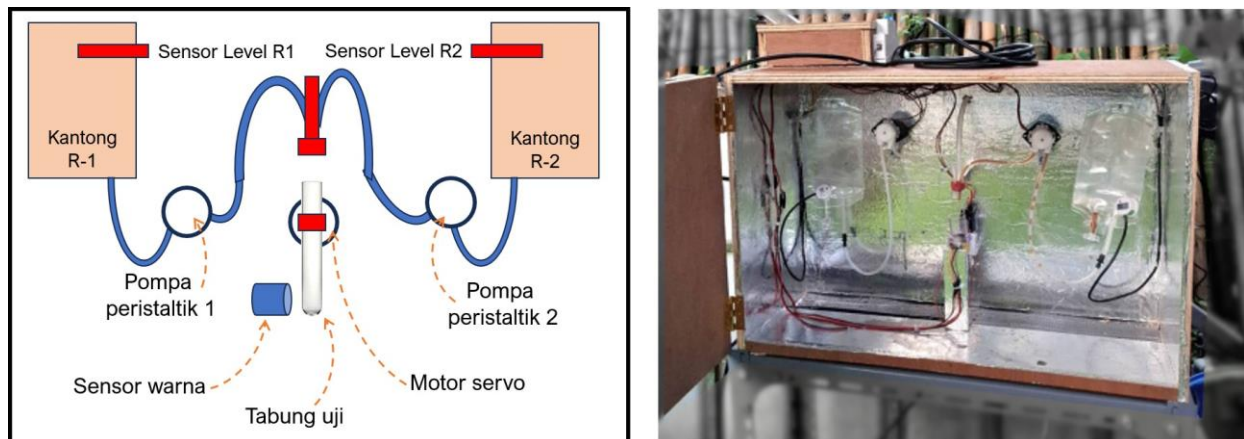 Sensor Level R1
Sensor Level R2
Kantong
R-1
Kantong
R-2
Pompa
peristaltik 1
Pompa
peristaltik 2
Sensor warna
Motor servo
Tabung uji